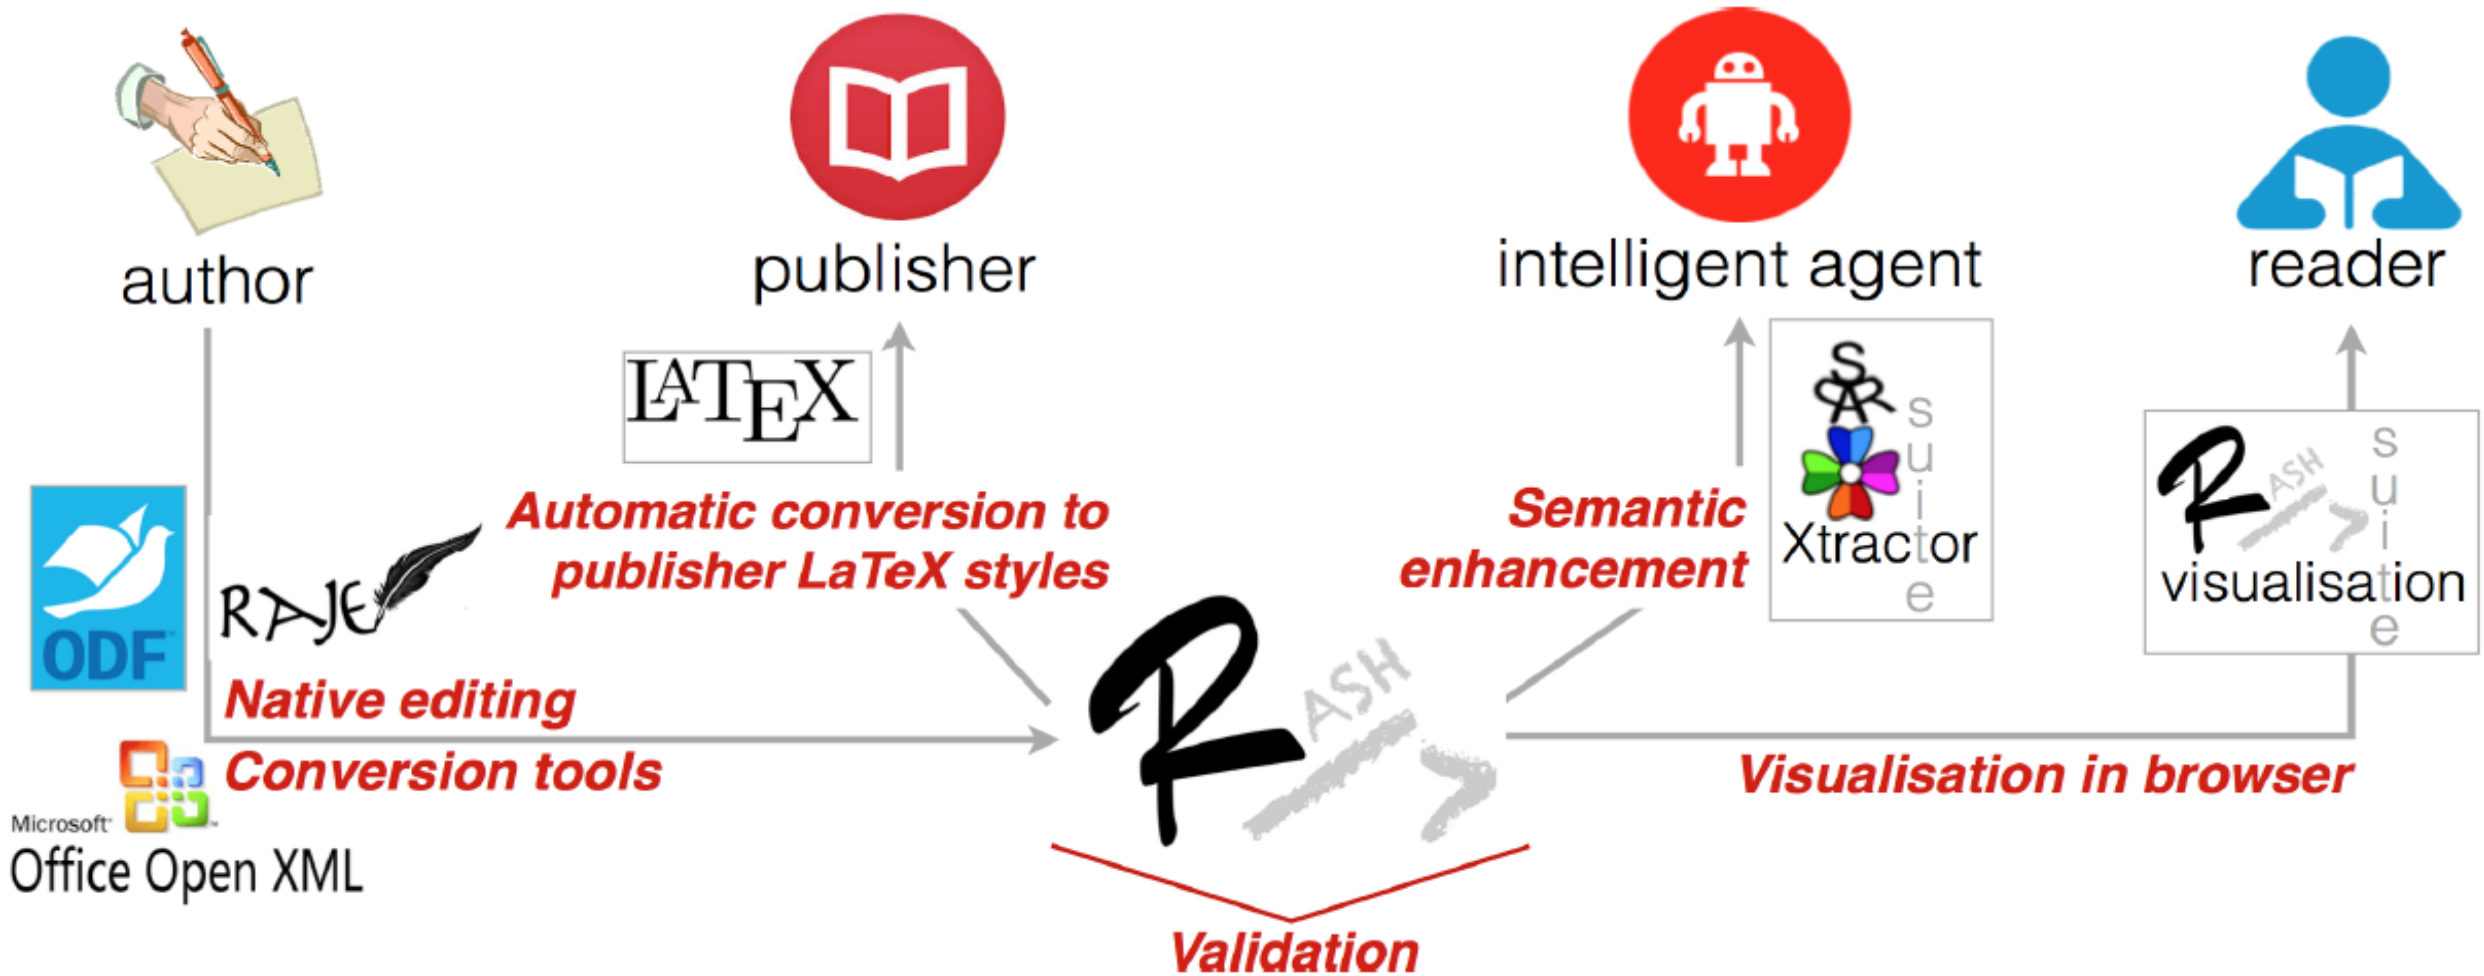 author
publisher
intelligent agent
reader
LATEX
SAR
suite
Xtractor
RASH
suite
visualisation
ODF
RAJE
Automatic conversion to
publisher LaTeX styles
Semantic
enhancement
Native editing
Conversion tools
Microsoft
Office Open XML
RASH
Visualisation in browser
Validation